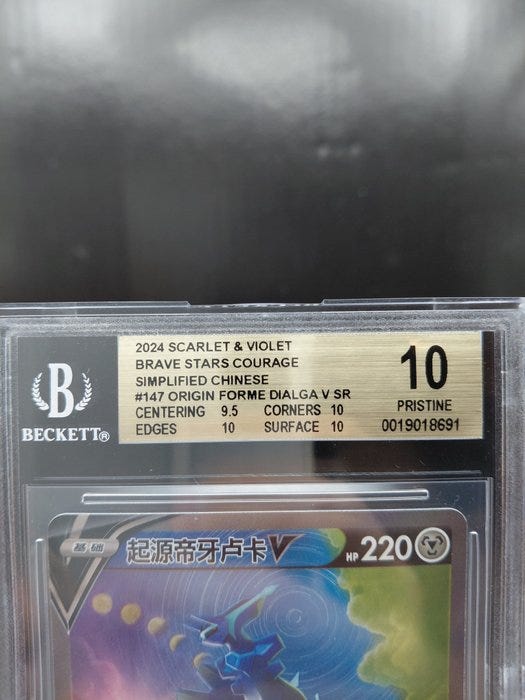 2024 SCARLET & VIOLET
BRAVE STARS COURAGE
SIMPLIFIED CHINESE
#147 ORIGIN FORME DIALGA V SR
CENTERING 9.5 CORNERS 10
EDGES 10 SURFACE 10
10
PRISTINE
0019018691
B
BECKETT®
基础 起源帝牙卢卡V HP 220